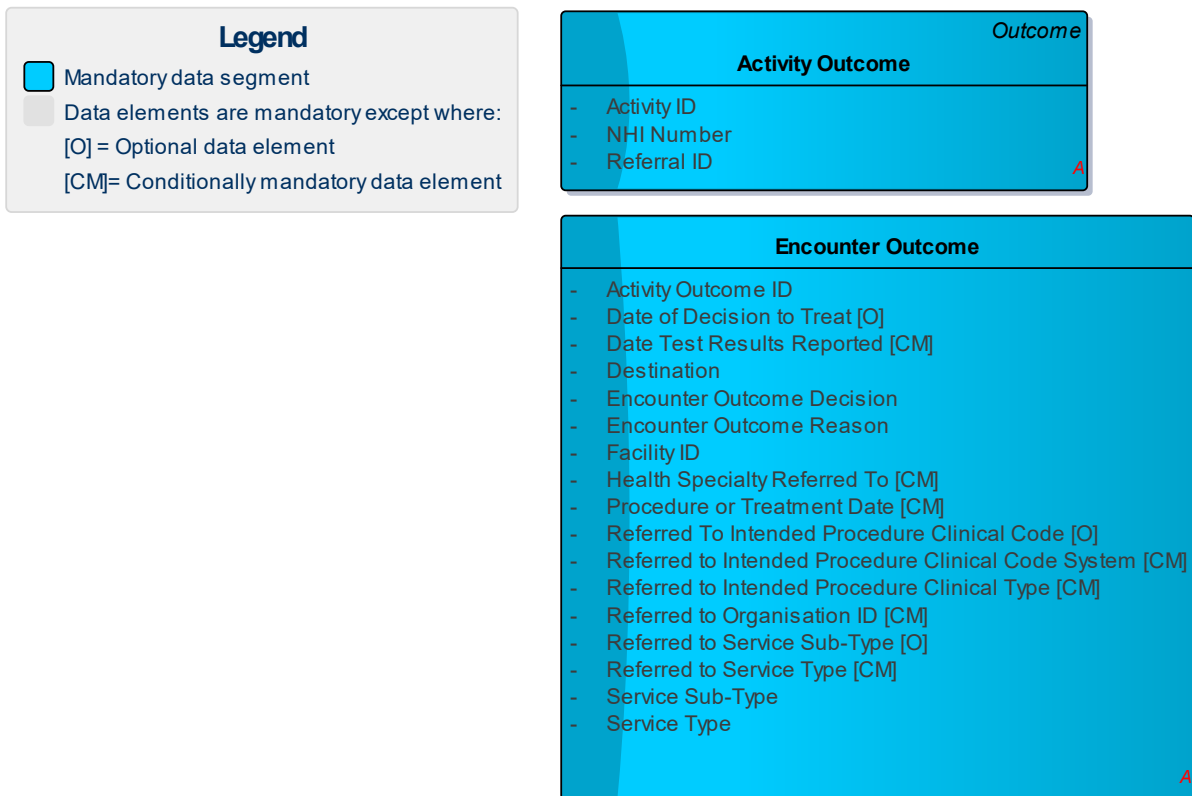 Legend
Mandatory data segment
Data elements are mandatory except where:
[O] = Optional data element
[CM]= Conditionally mandatory data element
Outcome
Activity Outcome
- Activity ID
- NHI Number
- Referral ID
A
Encounter Outcome
- Activity Outcome ID
- Date of Decision to Treat [O]
- Date Test Results Reported [CM]
- Destination
- Encounter Outcome Decision
- Encounter Outcome Reason
- Facility ID
- Health Specialty Referred To [CM]
- Procedure or Treatment Date [CM]
- Referred To Intended Procedure Clinical Code [O]
- Referred to Intended Procedure Clinical Code System [CM]
- Referred to Intended Procedure Clinical Type [CM]
- Referred to Organisation ID [CM]
- Referred to Service Sub-Type [O]
- Referred to Service Type [CM]
- Service Sub-Type
- Service Type
A